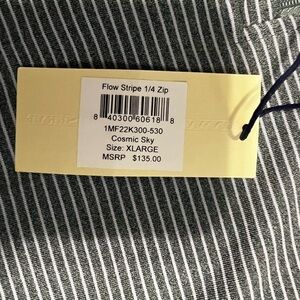 Flow Stripe 1/4 Zip
8 40300 60618 8
1MF22K300-530
Cosmic Sky
Size: XLARGE
MSRP $135.00